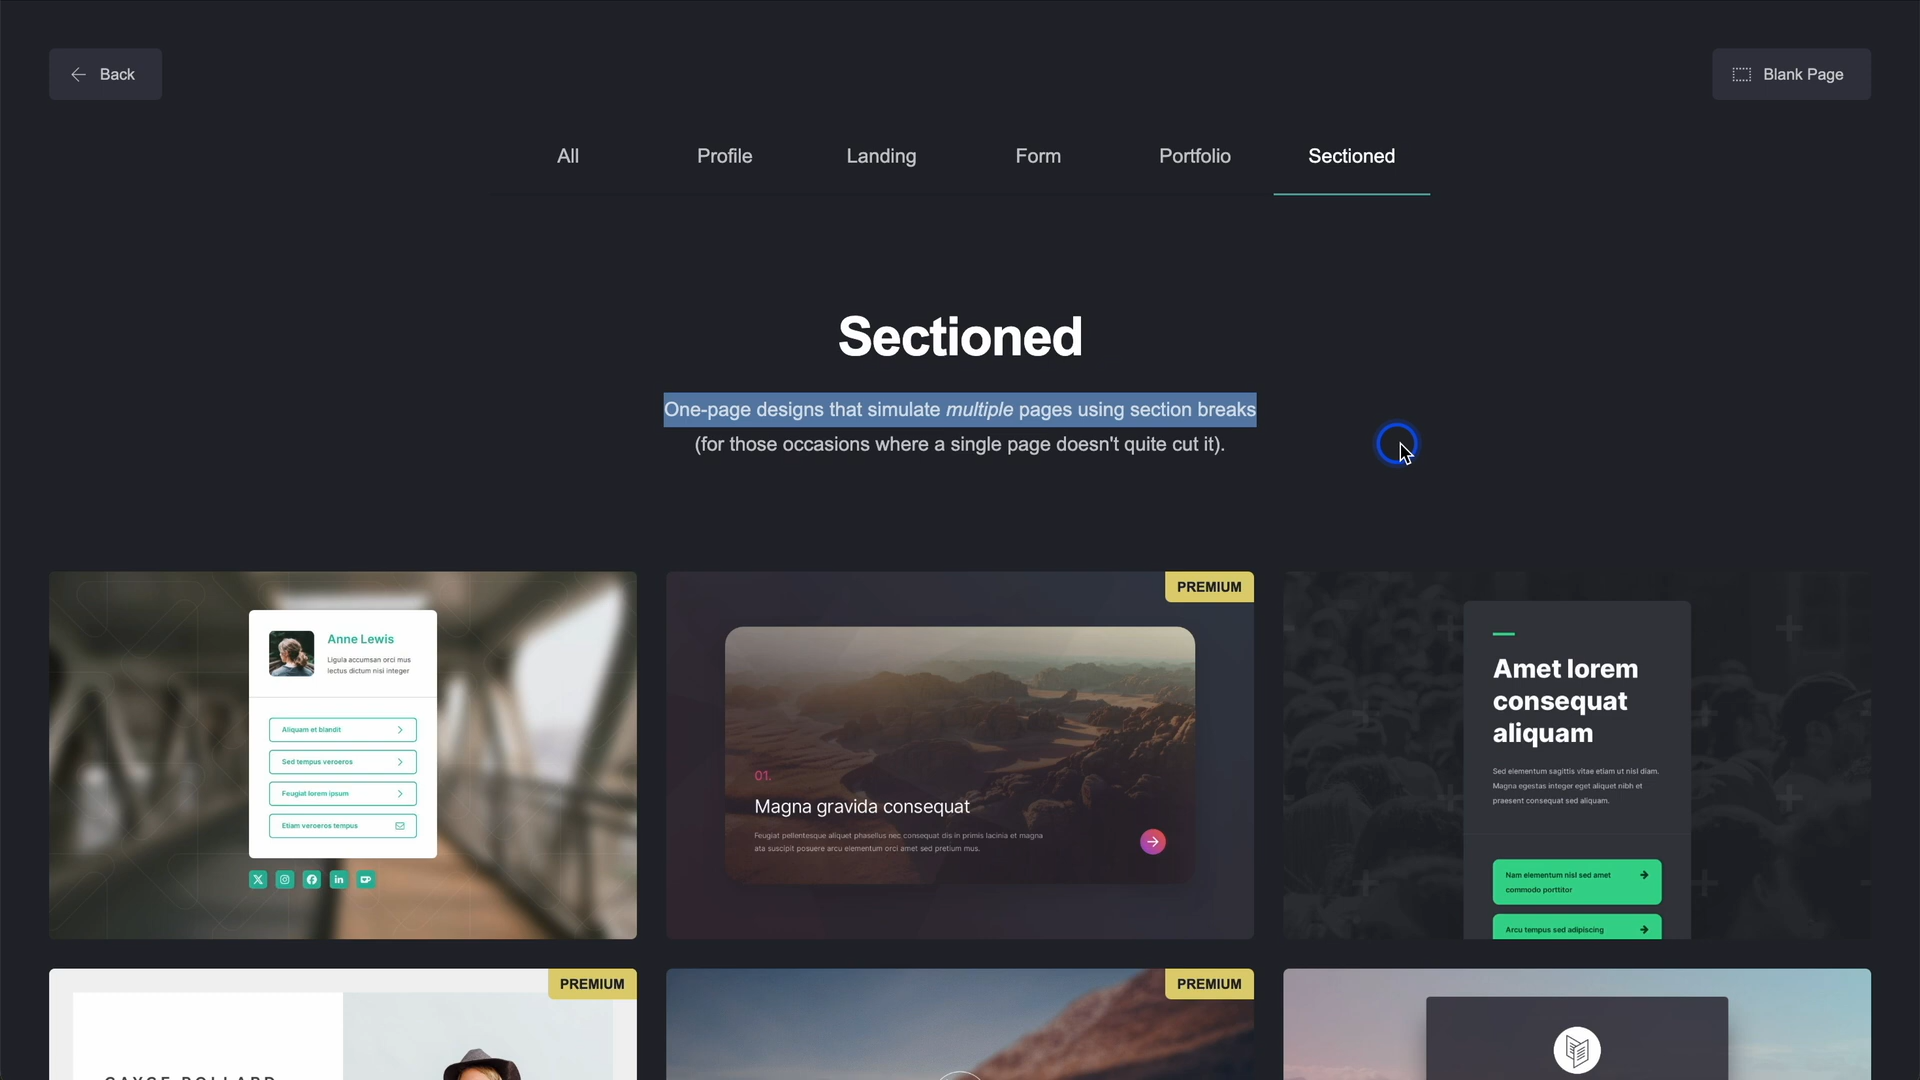 Back
Blank Page
All
Profile
Landing
Form
Portfolio
Sectioned
Sectioned
One-page designs that simulate multiple pages using section breaks
(for those occasions where a single page doesn't quite cut it).
Anne Lewis
Ligula accumsan orci mus
lectus dictum nisi integer
Aliquam et blandit
Sed tempus veroeros
Feugiat lorem ipsum
Etiam veroeros tempus
PREMIUM
01.
Magna gravida consequat
Feugiat pellentesque aliquet phasellus nec consequat dis in primis lacinia et magna
ata suscipit posuere arcu elementum orci amet sed pretium mus.
Amet lorem
consequat
aliquam
Sed elementum sagittis vitae etiam ut nisl diam.
Magna egestas integer eget aliquet nibh et
praesent consequat sed aliquam.
Nam elementum nisl sed amet
commodo porttitor
Arcu tempus sed adipiscing
PREMIUM
PREMIUM